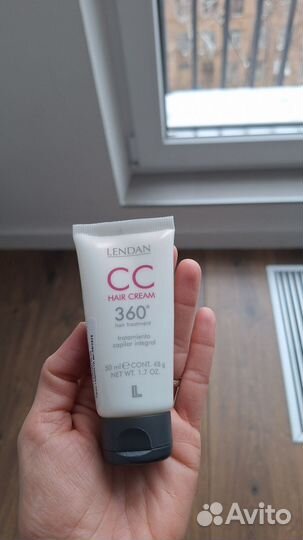 LENDAN
CC
HAIR CREAM
360°
hair treatment
tratamiento
capilar integral
50 ml ℮ CONT. 48 g
NET WT. 1.7 OZ.
L
Avito